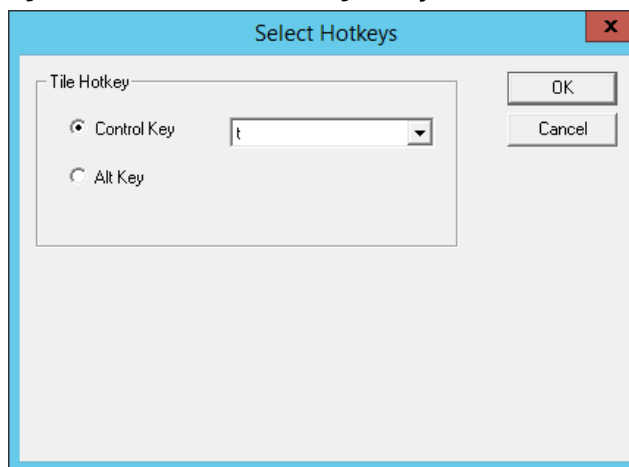 Select Hotkeys
x
Tile Hotkey
OK
Control Key
t
Cancel
Alt Key